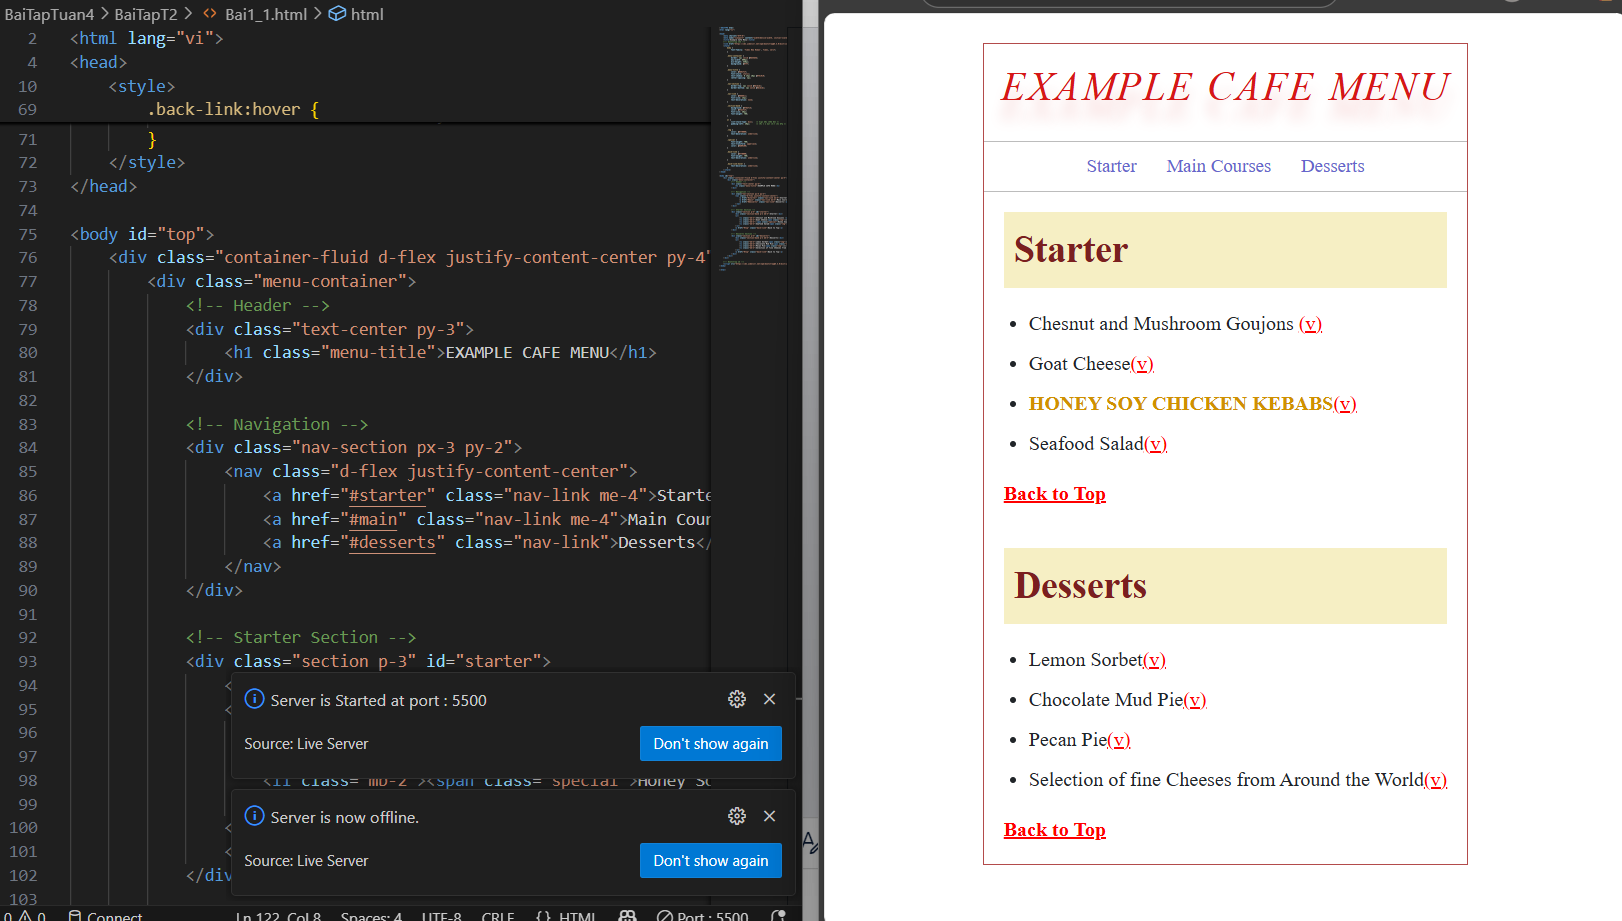 BaiTapTuan4 > BaiTapT2 > <> Bai1_1.html > html
2 <html lang="vi">
4 <head>
10 <style>
69 .back-link:hover {
71 }
72 </style>
73 </head>
74
75 <body id="top">
76 <div class="container-fluid d-flex justify-content-center py-4"
77 <div class="menu-container">
78 <!-- Header -->
79 <div class="text-center py-3">
80 <h1 class="menu-title">EXAMPLE CAFE MENU</h1>
81 </div>
82
83 <!-- Navigation -->
84 <div class="nav-section px-3 py-2">
85 <nav class="d-flex justify-content-center">
86 <a href="#starter" class="nav-link me-4">Starte
87 <a href="#main" class="nav-link me-4">Main Cour
88 <a href="#desserts" class="nav-link">Desserts</
89 </nav>
90 </div>
91
92 <!-- Starter Section -->
93 <div class="section p-3" id="starter">
94 <
95 <
96
97
98 <li class="mb-2"><span class="special">Honey So
99
100 <
101 <
102 </div
103
Server is Started at port : 5500
Source: Live Server
Don't show again
Server is now offline.
Source: Live Server
Don't show again
0 0 Connect Ln 122, Col 8 Spaces: 4 UTF-8 CRLF {} HTML Port : 5500
EXAMPLE CAFE MENU
Starter Main Courses Desserts
Starter
• Chesnut and Mushroom Goujons (v)
• Goat Cheese(v)
• HONEY SOY CHICKEN KEBABS(v)
• Seafood Salad(v)
Back to Top
Desserts
• Lemon Sorbet(v)
• Chocolate Mud Pie(v)
• Pecan Pie(v)
• Selection of fine Cheeses from Around the World(v)
Back to Top